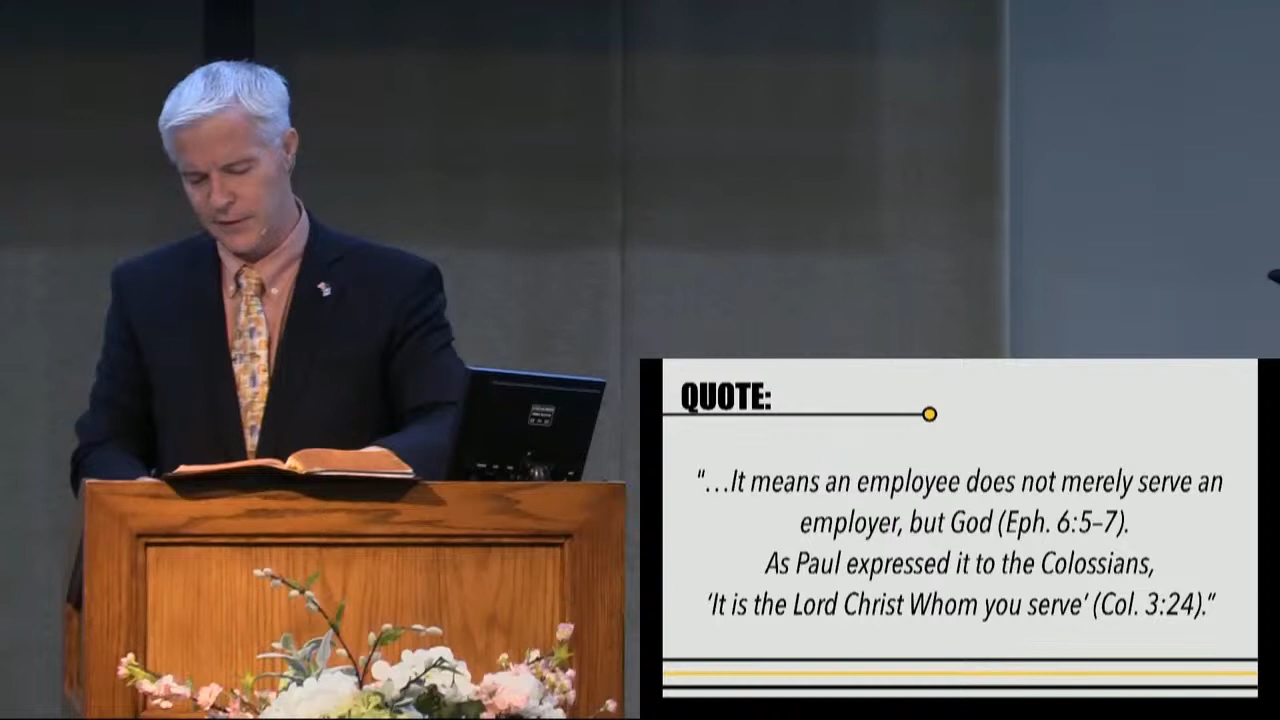 QUOTE:
"…It means an employee does not merely serve an
employer, but God (Eph. 6:5–7).
As Paul expressed it to the Colossians,
‘It is the Lord Christ Whom you serve’ (Col. 3:24)."